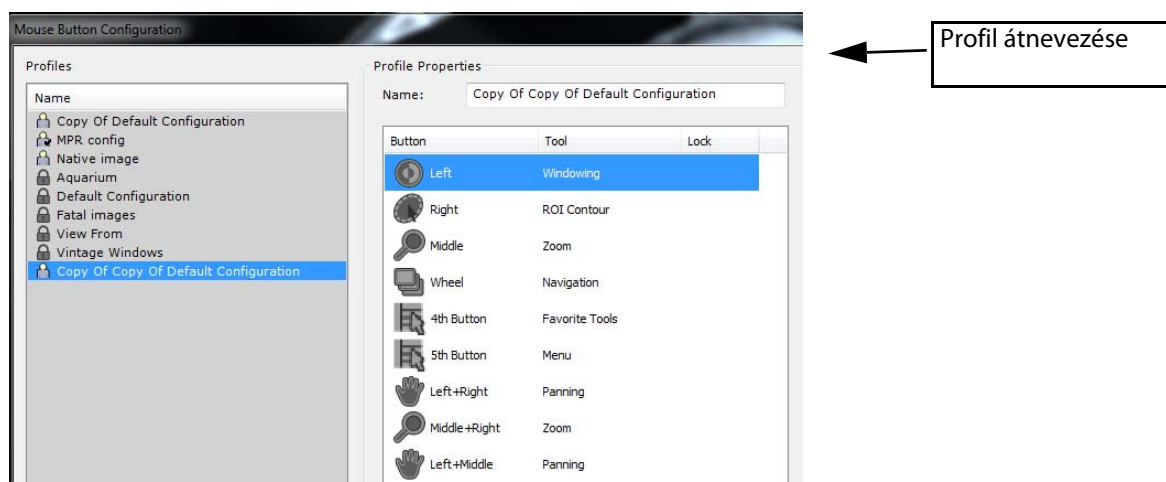 Mouse Button Configuration
Profiles
Name
Copy Of Default Configuration
MPR config
Native image
Aquarium
Default Configuration
Fatal images
View From
Vintage Windows
Copy Of Copy Of Default Configuration
Profile Properties
Name: Copy Of Copy Of Default Configuration
Button Tool Lock
Left Windowing
Right ROI Contour
Middle Zoom
Wheel Navigation
4th Button Favorite Tools
5th Button Menu
Left+Right Panning
Middle+Right Zoom
Left+Middle Panning
Profil átnevezése